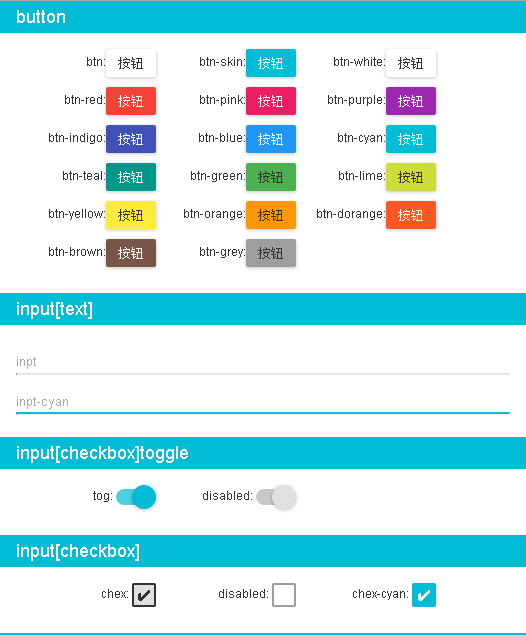 button
btn: 按钮 btn-skin: 按钮 btn-white: 按钮
btn-red: 按钮 btn-pink: 按钮 btn-purple: 按钮
btn-indigo: 按钮 btn-blue: 按钮 btn-cyan: 按钮
btn-teal: 按钮 btn-green: 按钮 btn-lime: 按钮
btn-yellow: 按钮 btn-orange: 按钮 btn-dorange: 按钮
btn-brown: 按钮 btn-grey: 按钮
input[text]
inpt
inpt-cyan
input[checkbox]toggle
tog: disabled:
input[checkbox]
chex: ✔ disabled: chex-cyan: ✔